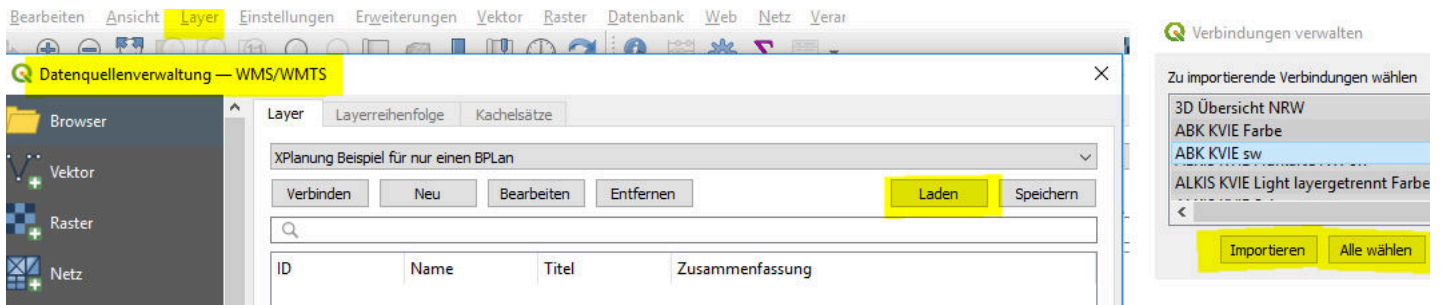 Bearbeiten Ansicht Layer Einstellungen Erweiterungen Vektor Raster Datenbank Web Netz Verar
Datenquellenverwaltung — WMS/WMTS
Browser
Vektor
Raster
Netz
Layer Layerreihenfolge Kachelsätze
XPlanung Beispiel für nur einen BPLan
Verbinden Neu Bearbeiten Entfernen Laden Speichern
ID Name Titel Zusammenfassung
Verbindungen verwalten
Zu importierende Verbindungen wählen
3D Übersicht NRW
ABK KVIE Farbe
ABK KVIE sw
ALKIS KVIE Light layergetrennt Farbe
Importieren Alle wählen